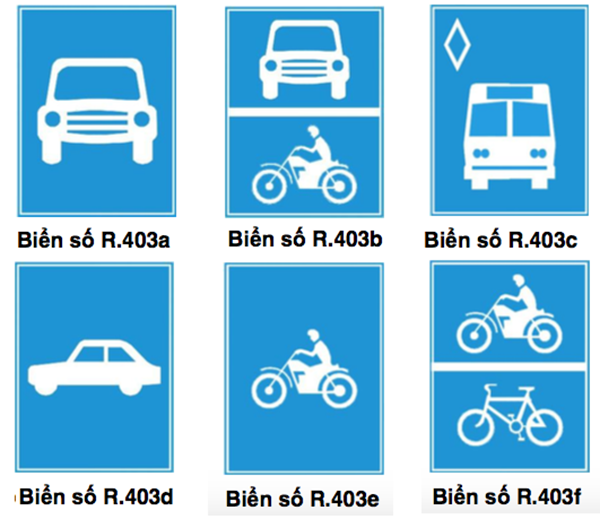 Biển số R.403a
Biển số R.403b
Biển số R.403c
Biển số R.403d
Biển số R.403e
Biển số R.403f